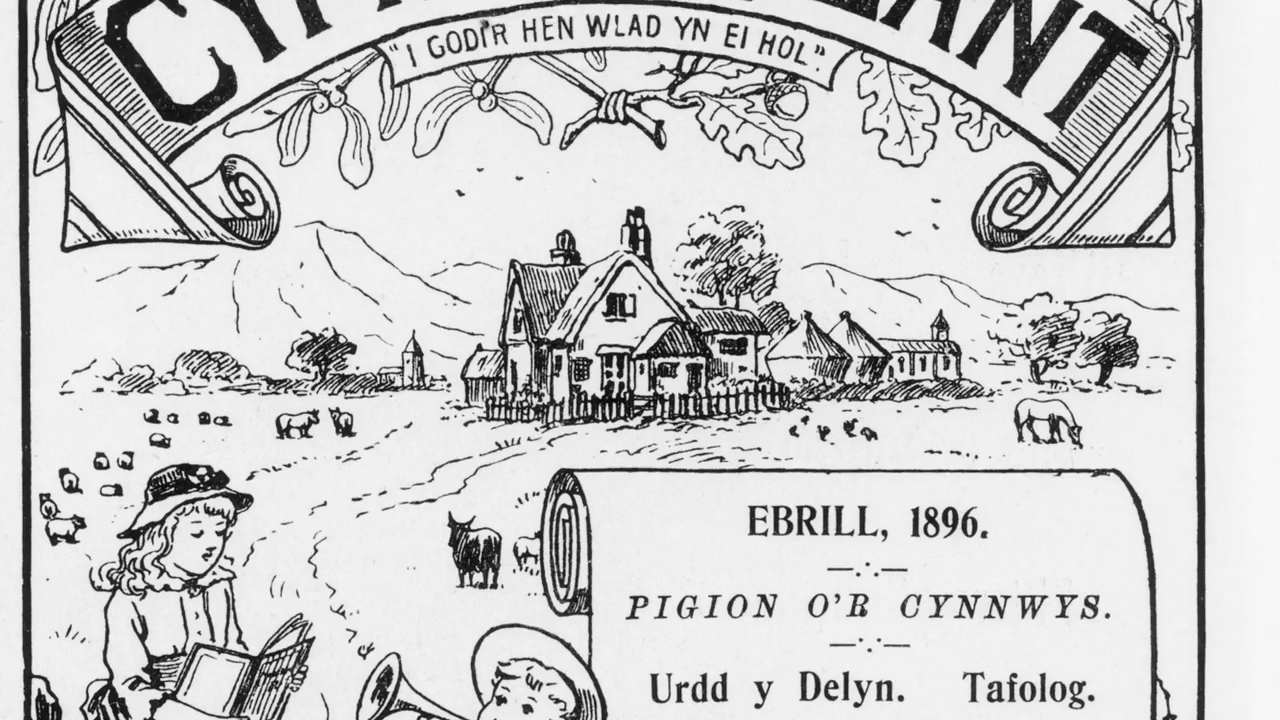 "I GODI'R HEN WLAD YN EI HOL."
EBRILL, 1896.
PIGION O'R CYNNWYS.
Urdd y Delyn. Tafolog.